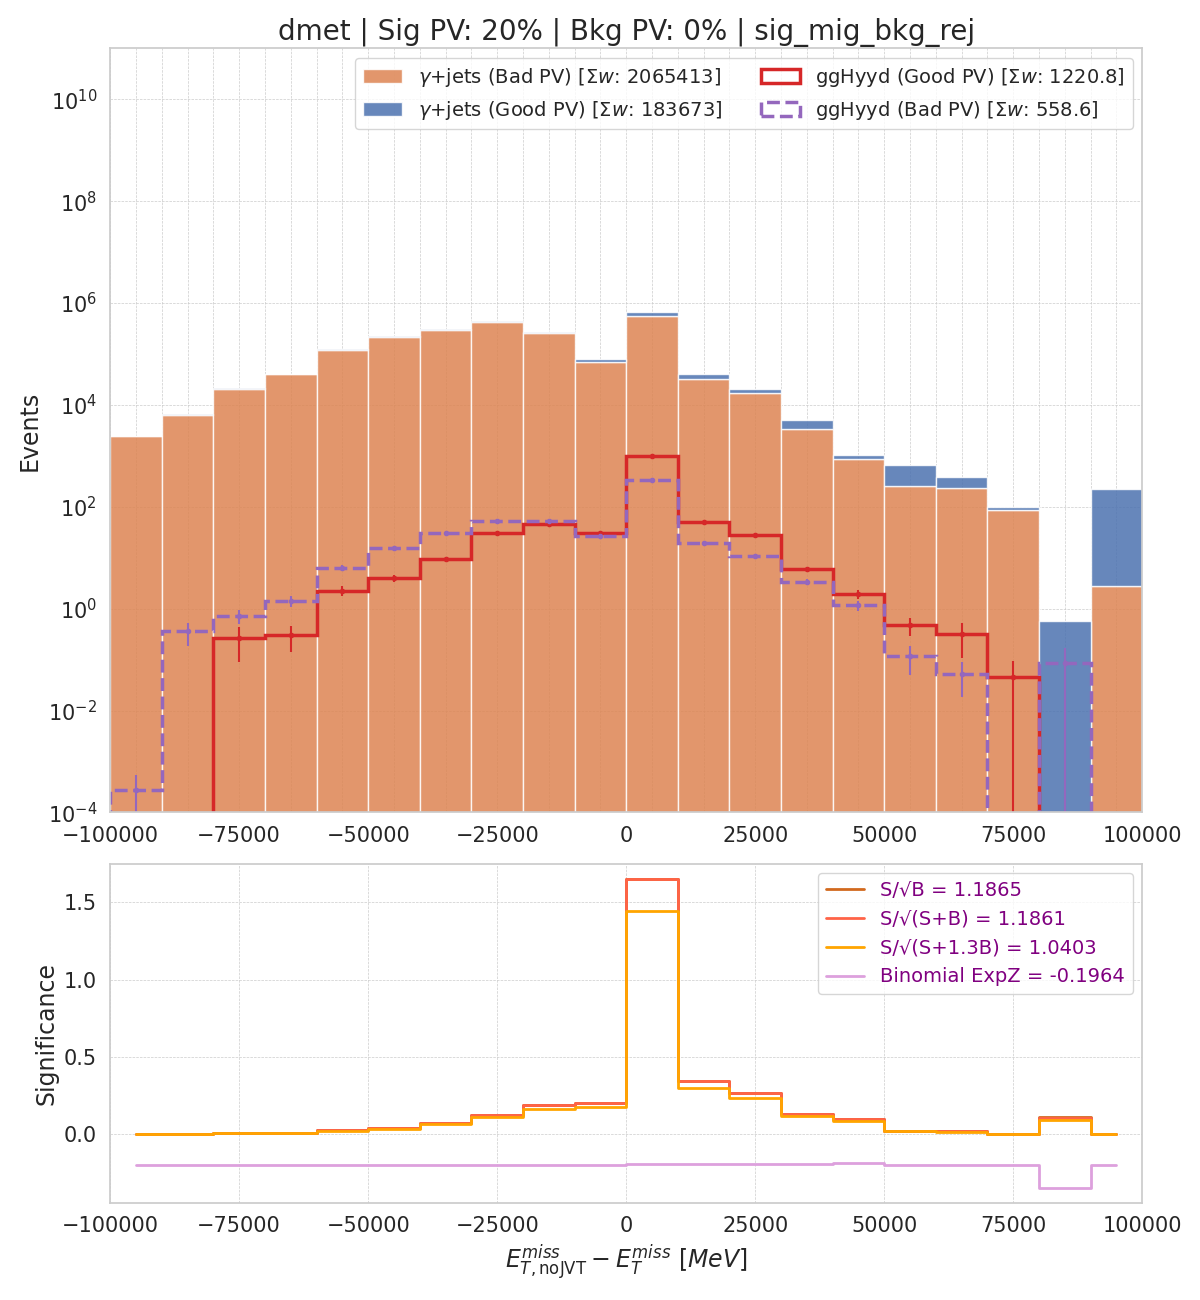 dmet | Sig PV: 20% | Bkg PV: 0% | sig_mig_bkg_rej
γ+jets (Bad PV) [Σw: 2065413]
γ+jets (Good PV) [Σw: 183673]
ggHyyd (Good PV) [Σw: 1220.8]
ggHyyd (Bad PV) [Σw: 558.6]
Events
10^10
10^8
10^6
10^4
10^2
10^0
10^−2
10^−4
−100000 −75000 −50000 −25000 0 25000 50000 75000 100000
S/√B = 1.1865
S/√(S+B) = 1.1861
S/√(S+1.3B) = 1.0403
Binomial ExpZ = -0.1964
Significance
1.5
1.0
0.5
0.0
−100000 −75000 −50000 −25000 0 25000 50000 75000 100000
E_{T,noJVT}^{miss} − E_T^{miss} [MeV]